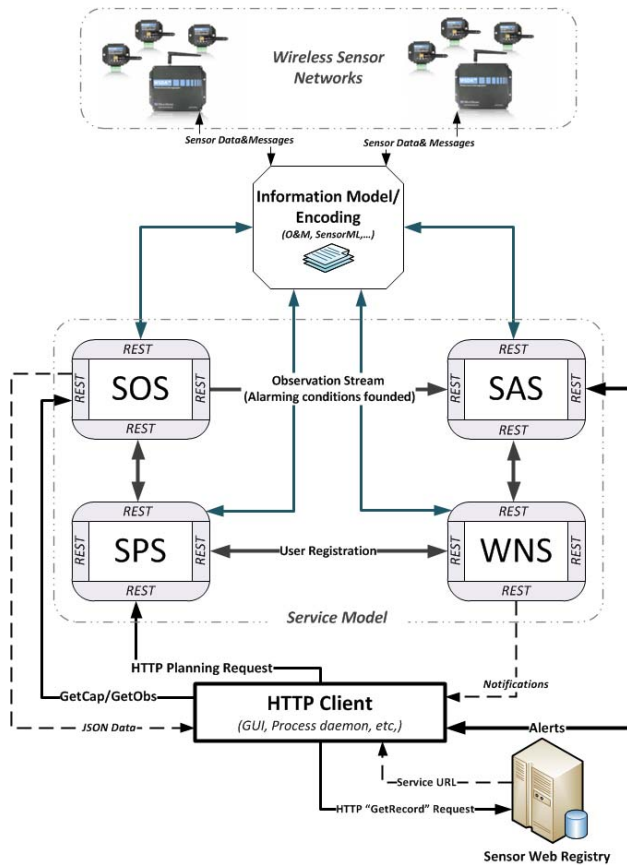 Wireless Sensor
Networks
Sensor Data&Messages
Sensor Data& Messages
Information Model/
Encoding
(O&M, SensorML,...)
REST
REST
REST
SOS
REST
Observation Stream
(Alarming conditions founded)
REST
SAS
REST
REST
REST
REST
REST
REST
SPS
REST
User Registration
REST
WNS
REST
REST
REST
Service Model
HTTP Planning Request
GetCap/GetObs
Notifications
HTTP Client
(GUI, Process daemon, etc,)
JSON Data
Alerts
Service URL
HTTP “GetRecord” Request
Sensor Web Registry